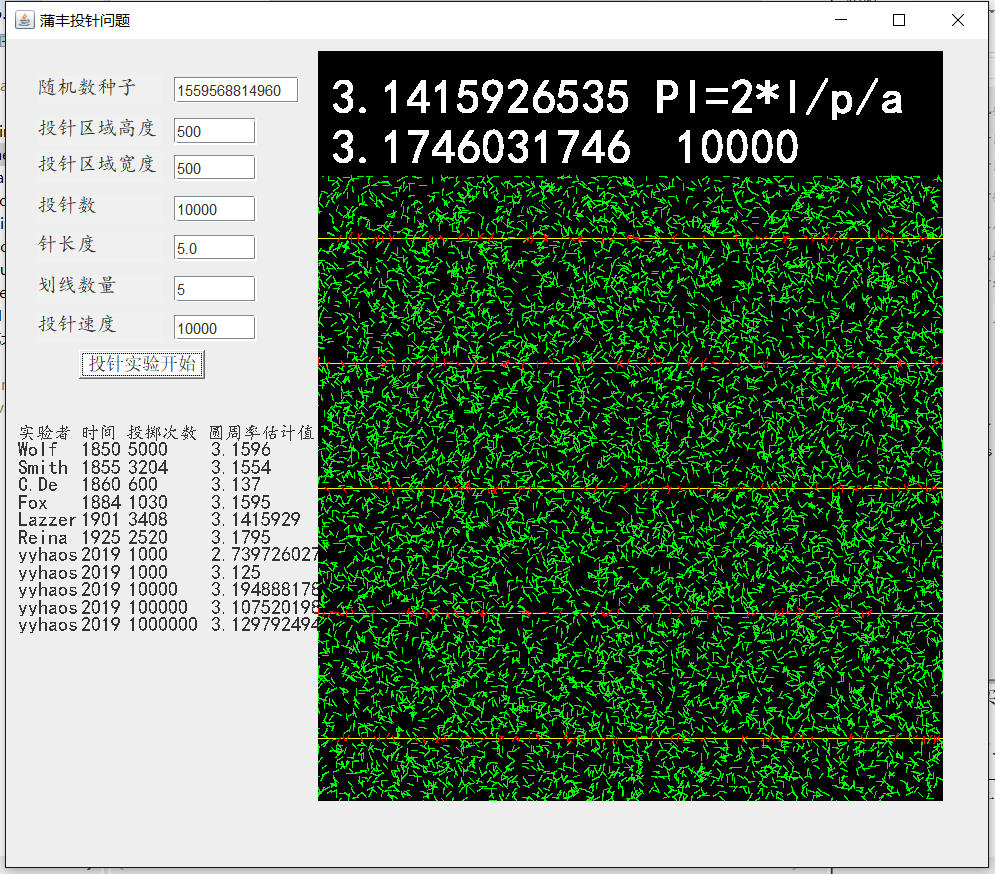 蒲丰投针问题
随机数种子 1559568814960
投针区域高度 500
投针区域宽度 500
投针数 10000
针长度 5.0
划线数量 5
投针速度 10000
投针实验开始
3.1415926535 PI=2*l/p/a
3.1746031746 10000
实验者 时间 投掷次数 圆周率估计值
Wolf 1850 5000 3.1596
Smith 1855 3204 3.1554
C.De 1860 600 3.137
Fox 1884 1030 3.1595
Lazzer 1901 3408 3.1415929
Reina 1925 2520 3.1795
yyhaos 2019 1000 2.739726027
yyhaos 2019 1000 3.125
yyhaos 2019 10000 3.194888178
yyhaos 2019 100000 3.107520198
yyhaos 2019 1000000 3.129792494